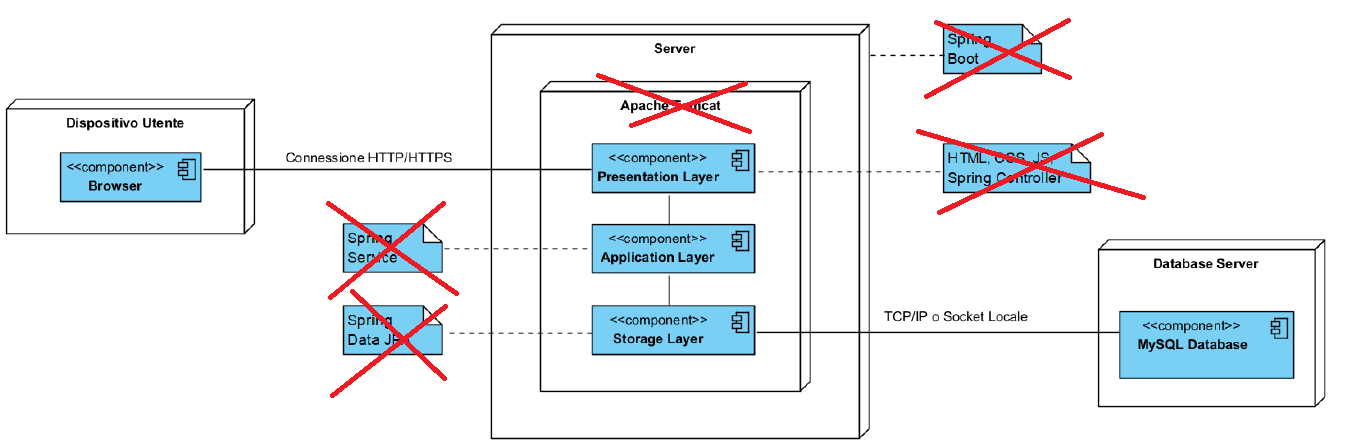 Server
Spring
Boot
Apache Tomcat
Dispositivo Utente
<<component>>
Browser
Connessione HTTP/HTTPS
<<component>>
Presentation Layer
HTML, CSS, JS,
Spring Controller
Spring
Service
<<component>>
Application Layer
Spring
Data JPA
<<component>>
Storage Layer
TCP/IP o Socket Locale
Database Server
<<component>>
MySQL Database